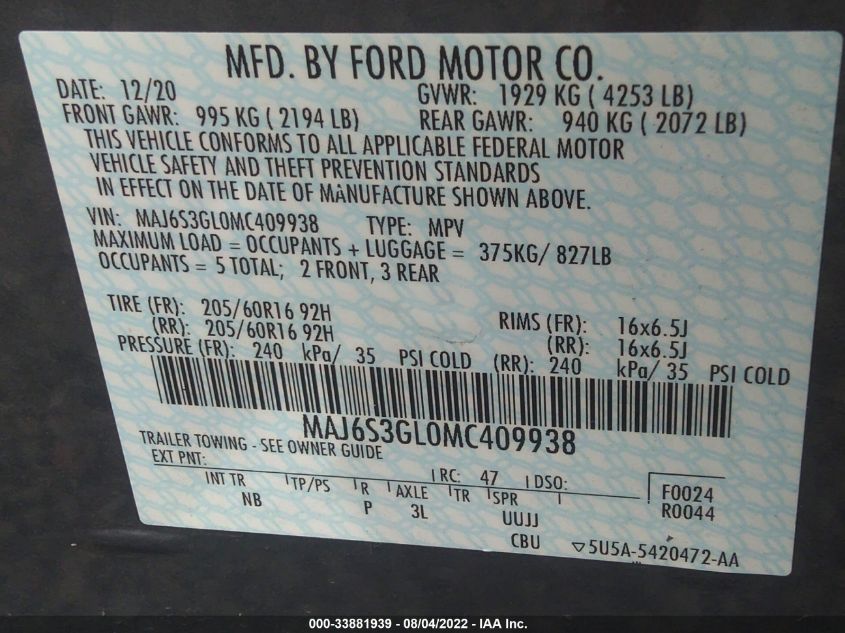 MFD. BY FORD MOTOR CO.
DATE: 12/20 GVWR: 1929 KG ( 4253 LB)
FRONT GAWR: 995 KG ( 2194 LB) REAR GAWR: 940 KG ( 2072 LB)
THIS VEHICLE CONFORMS TO ALL APPLICABLE FEDERAL MOTOR
VEHICLE SAFETY AND THEFT PREVENTION STANDARDS
IN EFFECT ON THE DATE OF MANUFACTURE SHOWN ABOVE.
VIN: MAJ6S3GL0MC409938 TYPE: MPV
MAXIMUM LOAD = OCCUPANTS + LUGGAGE = 375KG/ 827LB
OCCUPANTS = 5 TOTAL; 2 FRONT, 3 REAR
TIRE (FR): 205/60R16 92H RIMS (FR): 16x6.5J
(RR): 205/60R16 92H (RR): 16x6.5J
PRESSURE (FR): 240 kPa/ 35 PSI COLD (RR): 240 kPa/ 35 PSI COLD
MAJ6S3GL0MC409938
TRAILER TOWING - SEE OWNER GUIDE
EXT PNT: RC: 47 DSO: F0024
INT TR TP/PS R AXLE TR SPR R0044
NB P 3L UUJJ
CBU ▽5U5A-5420472-AA
000-33881939 - 08/04/2022 - IAA Inc.